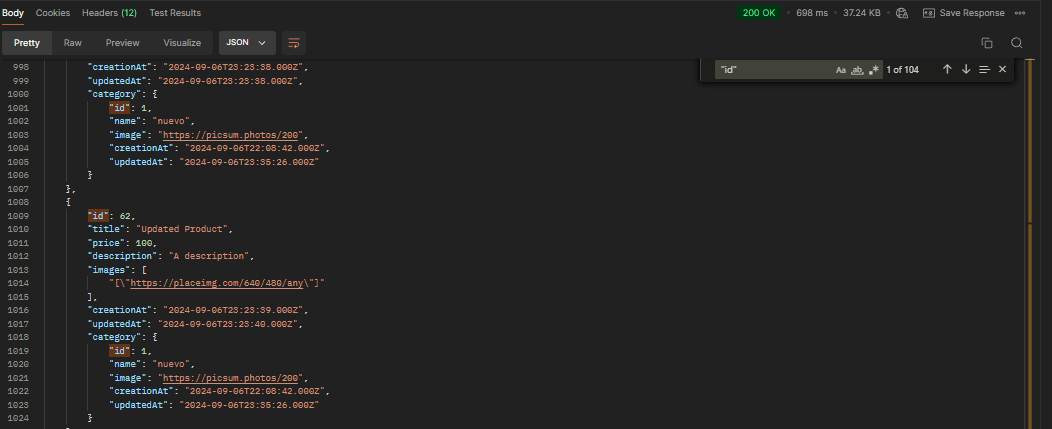 Body Cookies Headers (12) Test Results 200 OK 698 ms 37.24 KB Save Response
Pretty Raw Preview Visualize JSON
"id" Aa ab 1 of 104
998 "creationAt": "2024-09-06T23:23:38.000Z",
999 "updatedAt": "2024-09-06T23:23:38.000Z",
1000 "category": {
1001 "id": 1,
1002 "name": "nuevo",
1003 "image": "https://picsum.photos/200",
1004 "creationAt": "2024-09-06T22:08:42.000Z",
1005 "updatedAt": "2024-09-06T23:35:26.000Z"
1006 }
1007 },
1008 {
1009 "id": 62,
1010 "title": "Updated Product",
1011 "price": 100,
1012 "description": "A description",
1013 "images": [
1014 "[\"https://placeimg.com/640/480/any\"]"
1015 ],
1016 "creationAt": "2024-09-06T23:23:39.000Z",
1017 "updatedAt": "2024-09-06T23:23:40.000Z",
1018 "category": {
1019 "id": 1,
1020 "name": "nuevo",
1021 "image": "https://picsum.photos/200",
1022 "creationAt": "2024-09-06T22:08:42.000Z",
1023 "updatedAt": "2024-09-06T23:35:26.000Z"
1024 }